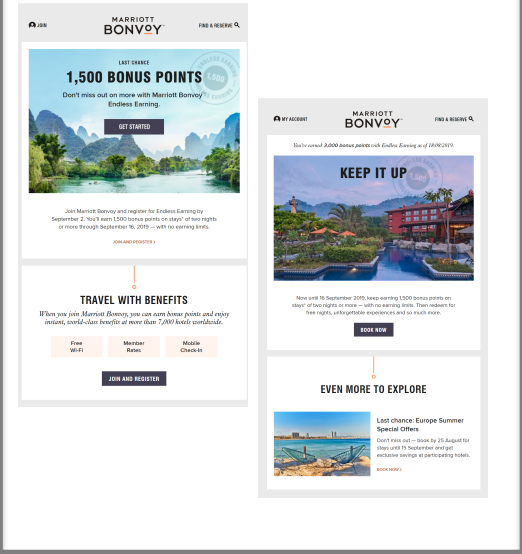 JOIN
MARRIOTT
BONVOY
FIND & RESERVE
LAST CHANCE
1,500 BONUS POINTS
Don't miss out on more with Marriott Bonvoy
Endless Earning.
GET STARTED
ENDLESS EARNING
1,500
Join Marriott Bonvoy and register for Endless Earning by
September 2. You'll earn 1,500 bonus points on stays* of two nights
or more through September 16, 2019 — with no earning limits.
JOIN AND REGISTER ›
TRAVEL WITH BENEFITS
When you join Marriott Bonvoy, you can earn bonus points and enjoy
instant, world-class benefits at more than 7,000 hotels worldwide.
Free
Wi-Fi
Member
Rates
Mobile
Check-In
JOIN AND REGISTER
MY ACCOUNT
MARRIOTT
BONVOY
FIND & RESERVE
You've earned 3,000 bonus points with Endless Earning as of 18/08/2019.
KEEP IT UP
Now until 16 September 2019, keep earning 1,500 bonus points on
stays* of two nights or more — with no earning limits. Then redeem for
free nights, unforgettable experiences and so much more.
BOOK NOW
EVEN MORE TO EXPLORE
Last chance: Europe Summer
Special Offers
Don't miss out — book by 25 August for
stays until 15 September and get
exclusive savings at participating hotels.
BOOK NOW ›